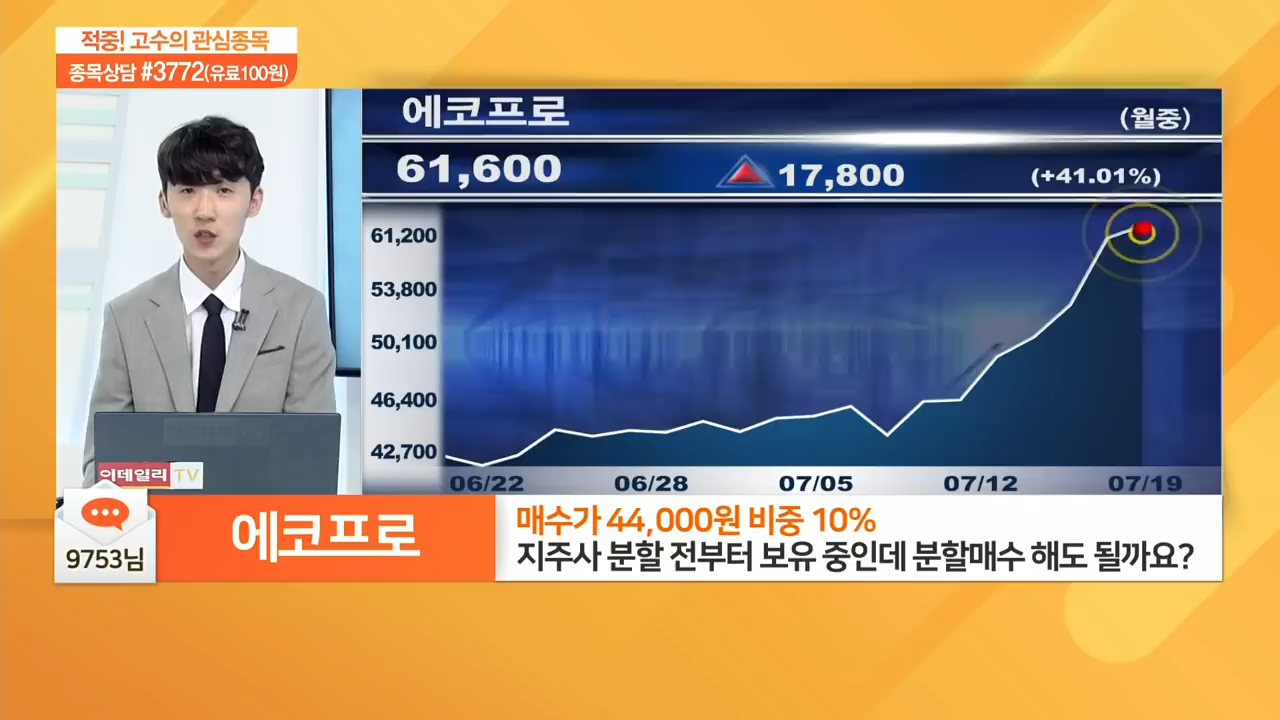 적중! 고수의 관심종목
종목상담 #3772(유료100원)
에코프로
(월중)
61,600
17,800
(+41.01%)
61,200
53,800
50,100
46,400
42,700
06/22
06/28
07/05
07/12
07/19
이데일리 TV
9753님
에코프로
매수가 44,000원 비중 10%
지주사 분할 전부터 보유 중인데 분할매수 해도 될까요?